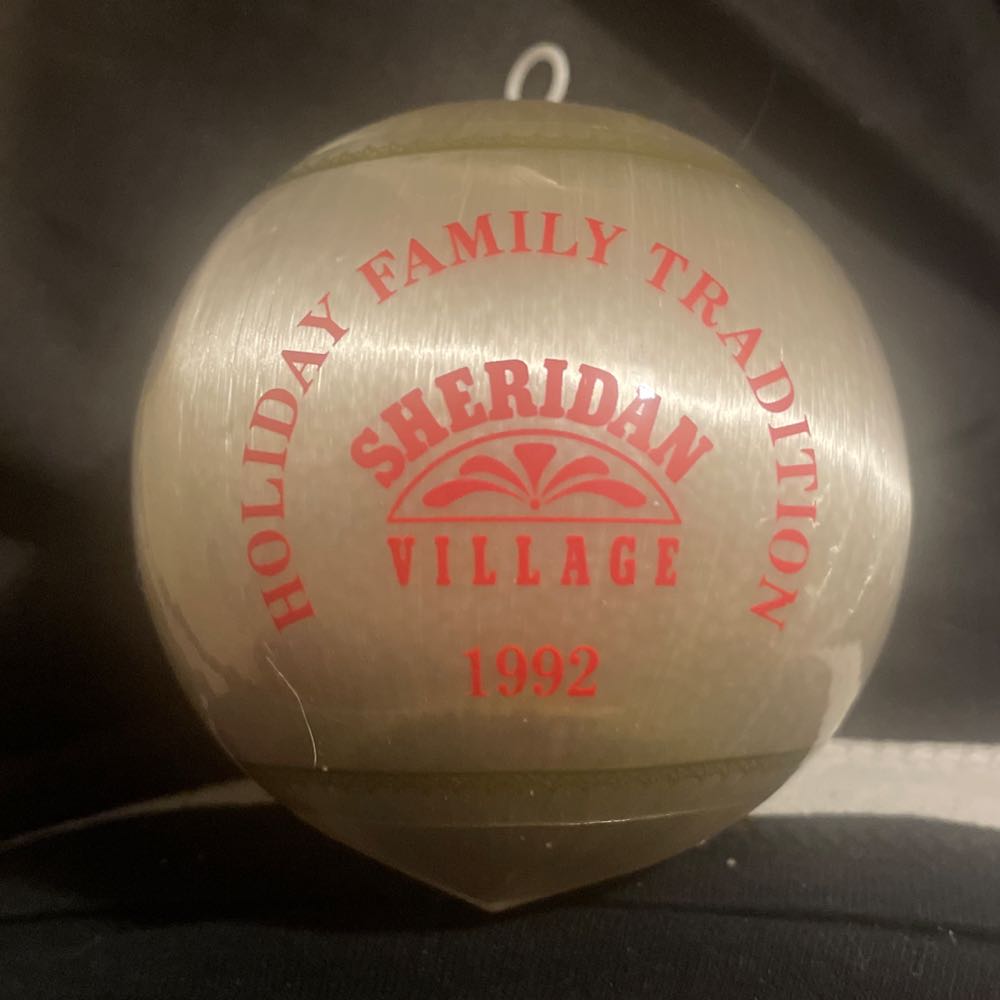 HOLIDAY FAMILY TRADITION
SHERIDAN
VILLAGE
1992